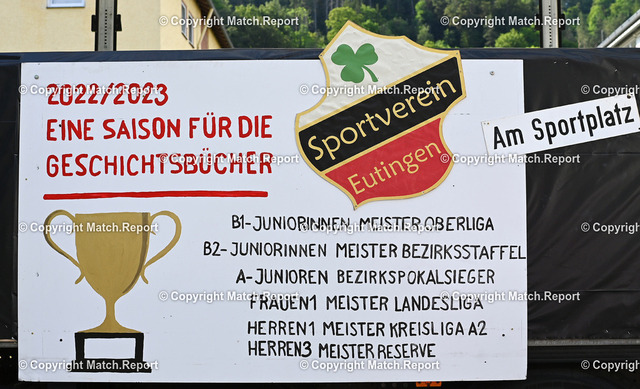 2022/2023
EINE SAISON FÜR DIE
GESCHICHTSBÜCHER
Sportverein
Eutingen
Am Sportplatz
B1-JUNIORINNEN MEISTER OBERLIGA
B2-JUNIORINNEN MEISTER BEZIRKSSTAFFEL
A-JUNIOREN BEZIRKSPOKALSIEGER
FRAUEN1 MEISTER LANDESLIGA
HERREN1 MEISTER KREISLIGA A2
HERREN3 MEISTER RESERVE
© Copyright Match.Report